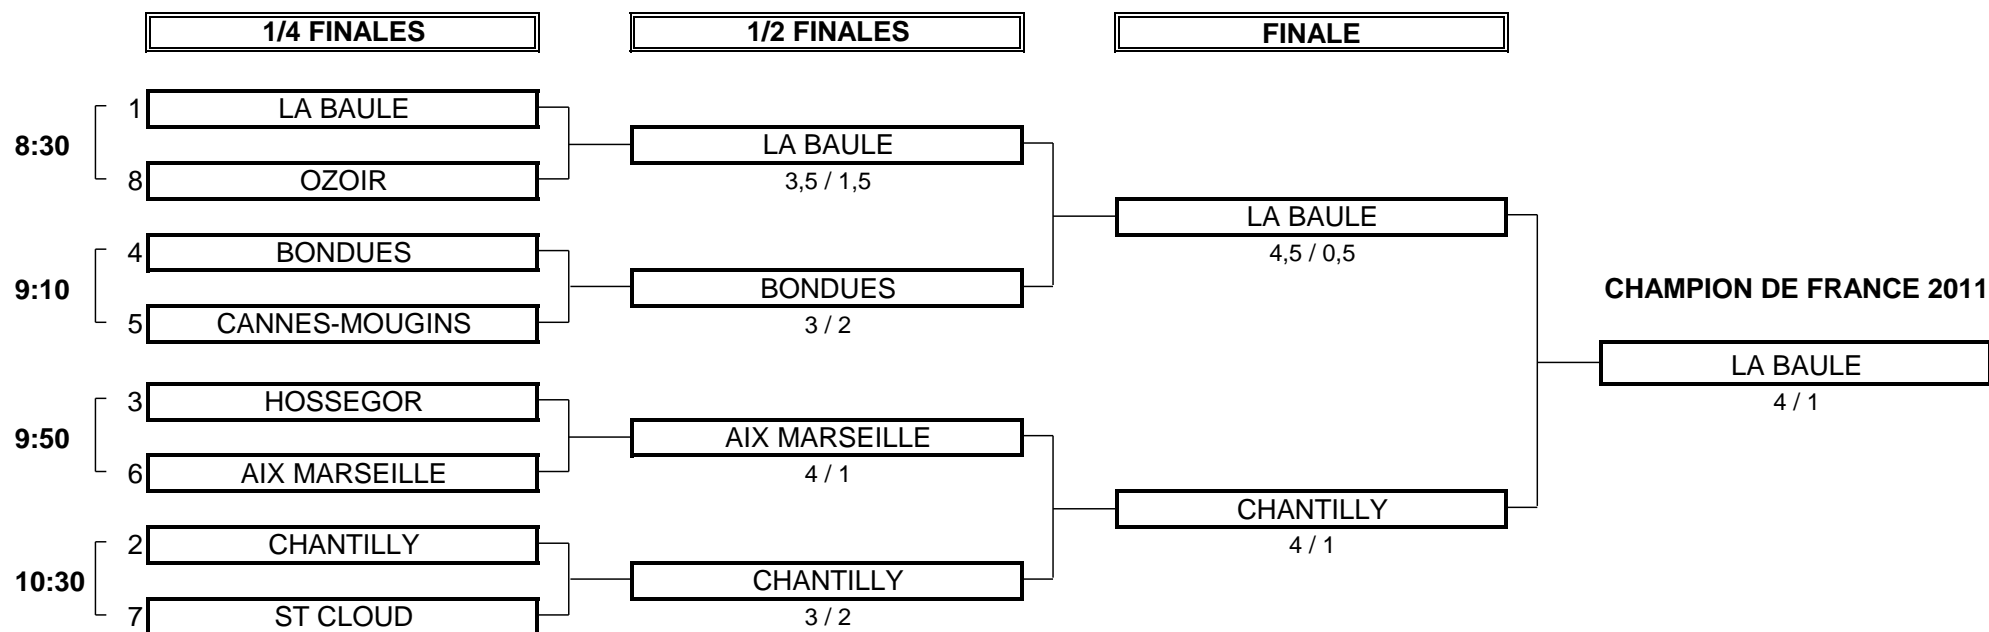 1/4 FINALES 1/2 FINALES FINALE
1 LA BAULE
8:30
LA BAULE
8 OZOIR
3,5 / 1,5
LA BAULE
4 BONDUES
4,5 / 0,5
9:10
BONDUES
CHAMPION DE FRANCE 2011
5 CANNES-MOUGINS
3 / 2
LA BAULE
3 HOSSEGOR
4 / 1
9:50
AIX MARSEILLE
6 AIX MARSEILLE
4 / 1
CHANTILLY
2 CHANTILLY
4 / 1
10:30
CHANTILLY
7 ST CLOUD
3 / 2